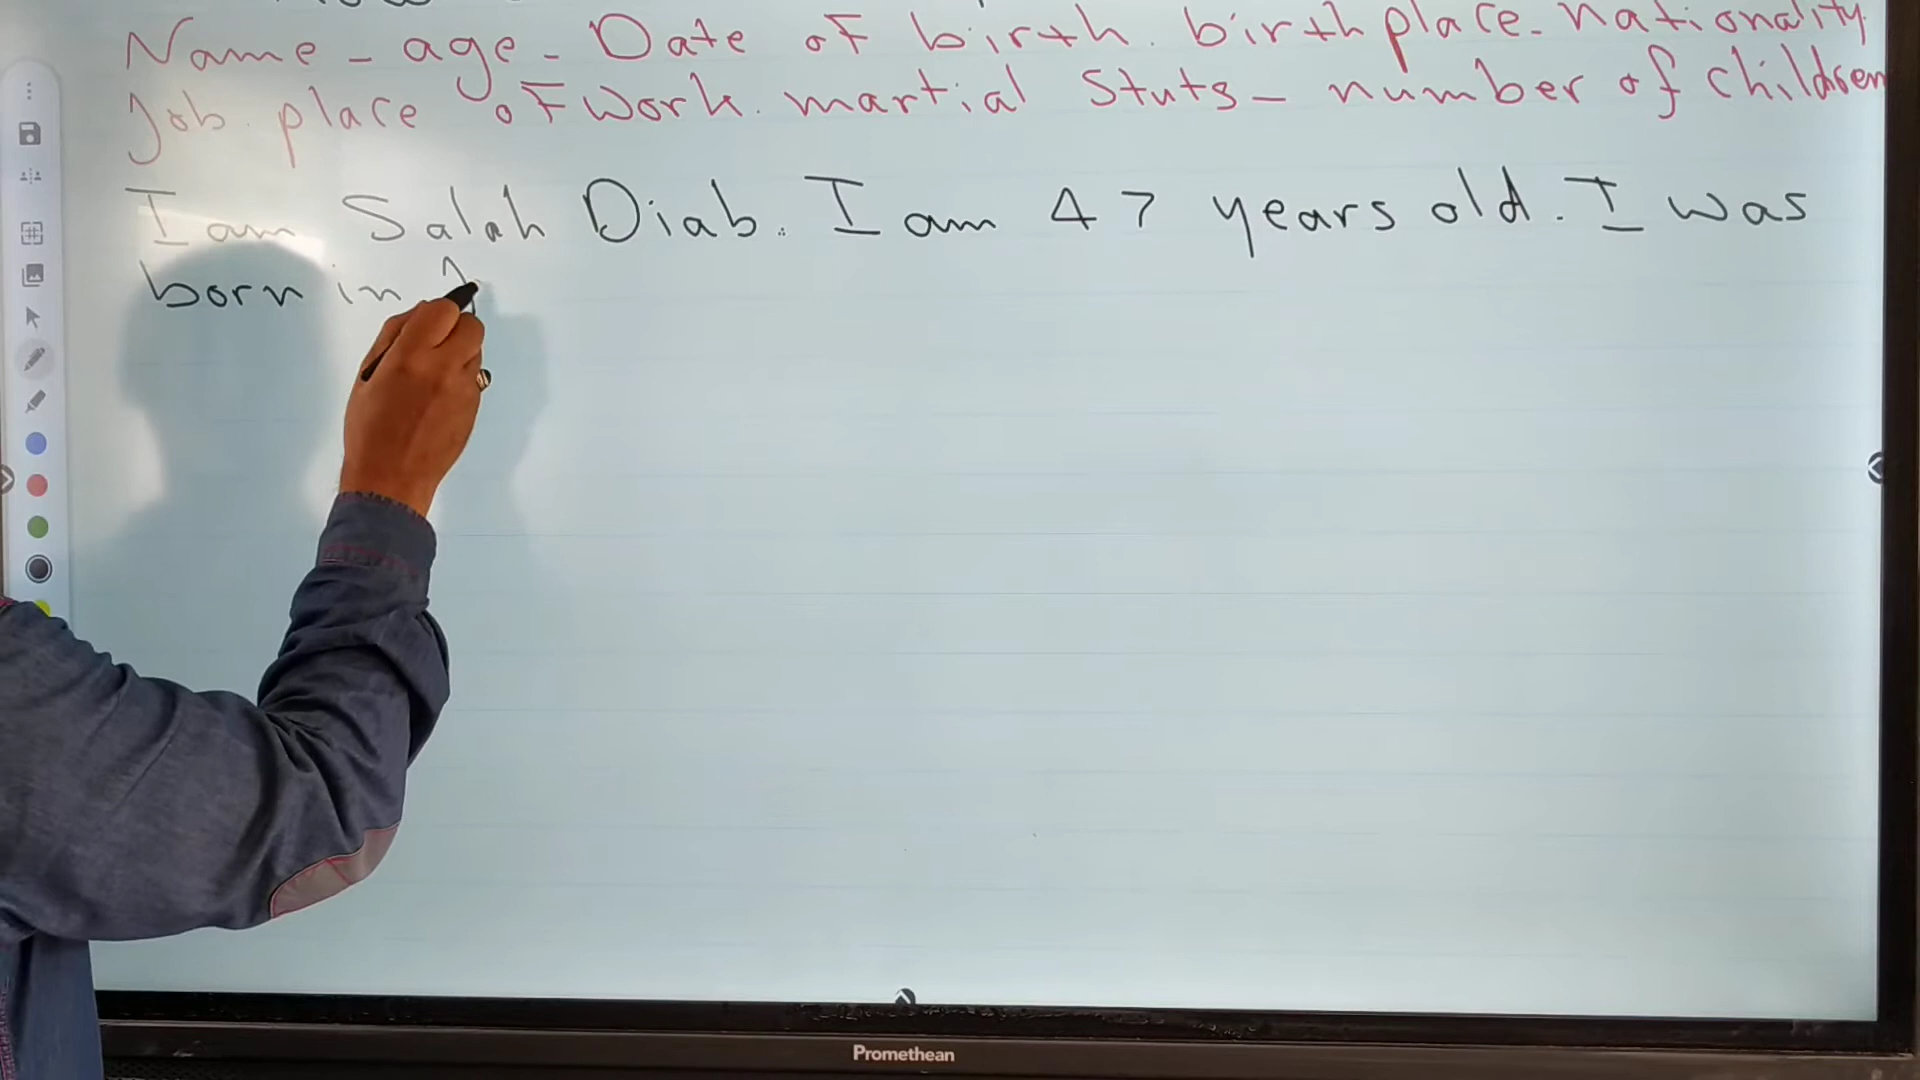 Name - age - Date of birth. birth place - nationality
Job. place of work. martial Stuts - number of children
I am Salah Diab. I am 47 years old. I was
born in
Promethean